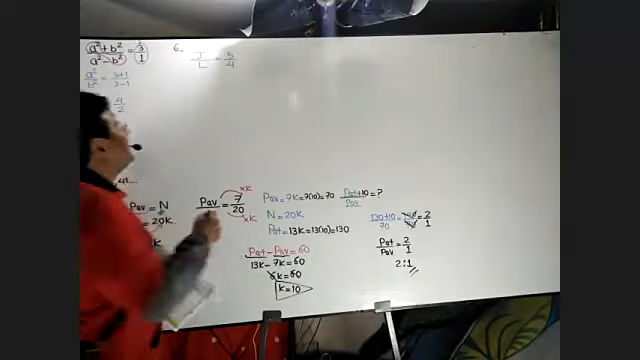 a² + b² / a² - b² = 3 / 1
a² / b² = 3+1 / 3-1
4 / 2
6. J / L = 5 / 4
41....
Pav = N
= 20K
K
Pav / = 7 / 20
×K
×K
Pav = 7K = 7(10) = 70
N = 20K
Pat = 13K = 13(10) = 130
Pat - Pav = 60
13K - 7K = 60
6K = 60
K = 10
Pat + 10 / Pav = ?
130+10 / 70 = 2 / 1
Pat / Pav = 2 / 1
2:1